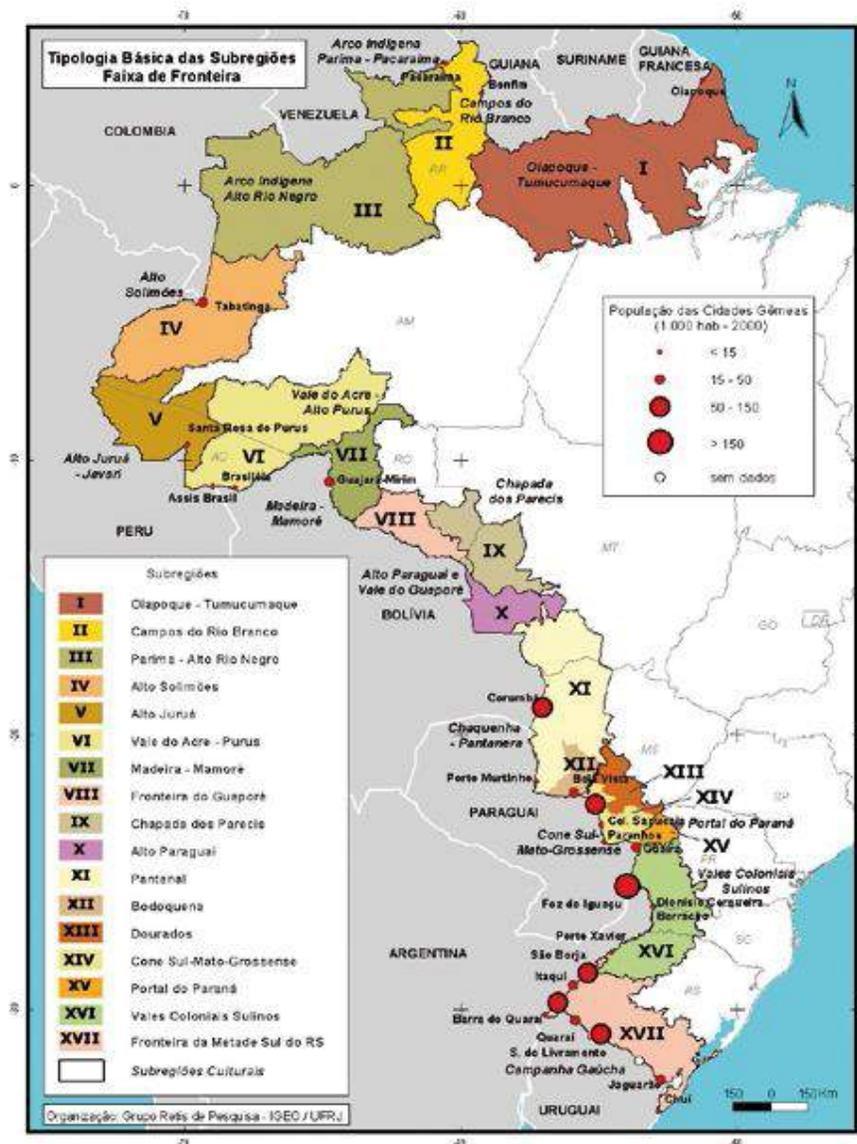 Tipologia Básica das Subregiões
Faixa de Fronteira
Arco Indígena
Parima - Pacaraima
Pacaraima
GUIANA
SURINAME
GUIANA
FRANCESA
Bonfim
Oiapoque
VENEZUELA
Campos do
Rio Branco
COLOMBIA
N
II
RR
Oiapoque -
Tumucumaque
I
AP
Arco Indígena
Alto Rio Negro
III
0
Alto
Solimões
Tabatinga
IV
AM
População das Cidades Gêmeas
(1.000 hab - 2000)
< 15
15 - 50
50 - 150
> 150
sem dados
V
Vale do Acre -
Alto Purus
Santa Rosa do Purus
VI
AC
VII
RO
Alto Juruá
- Javari
Brasiléia
Assis Brasil
Guajará-Mirim
Chapada
dos Parecis
Madeira -
Mamoré
PERU
VIII
IX
MT
Alto Paraguai e
Vale do Guaporé
BOLÍVIA
X
GO
DF
Corumbá
XI
Chaquenha
- Pantanera
MS
XII
Bela Vista
XIII
Porto Murtinho
XIV
SP
PARAGUAI
Cel. Sapucaia
Portal do Paraná
Paranhos
Cone Sul-
Mato-Grossense
Guaíra
XV
PR
Vales Coloniais
Sulinos
Foz do Iguaçu
Dionísio Cerqueira
Barracão
SC
Porto Xavier
ARGENTINA
São Borja
XVI
Itaqui
RS
Barra do Quaraí
XVII
Quaraí
S. do Livramento
Campanha Gaúcha
Jaguarão
Chuí
URUGUAI
150 0 150 Km
Subregiões
I Oiapoque - Tumucumaque
II Campos do Rio Branco
III Parima - Alto Rio Negro
IV Alto Solimões
V Alto Juruá
VI Vale do Acre - Purus
VII Madeira - Mamoré
VIII Fronteira do Guaporé
IX Chapada dos Parecis
X Alto Paraguai
XI Pantanal
XII Bodoquena
XIII Dourados
XIV Cone Sul-Mato-Grossense
XV Portal do Paraná
XVI Vales Coloniais Sulinos
XVII Fronteira da Metade Sul do RS
Subregiões Culturais
Organização: Grupo Retis de Pesquisa - IGEO / UFRJ